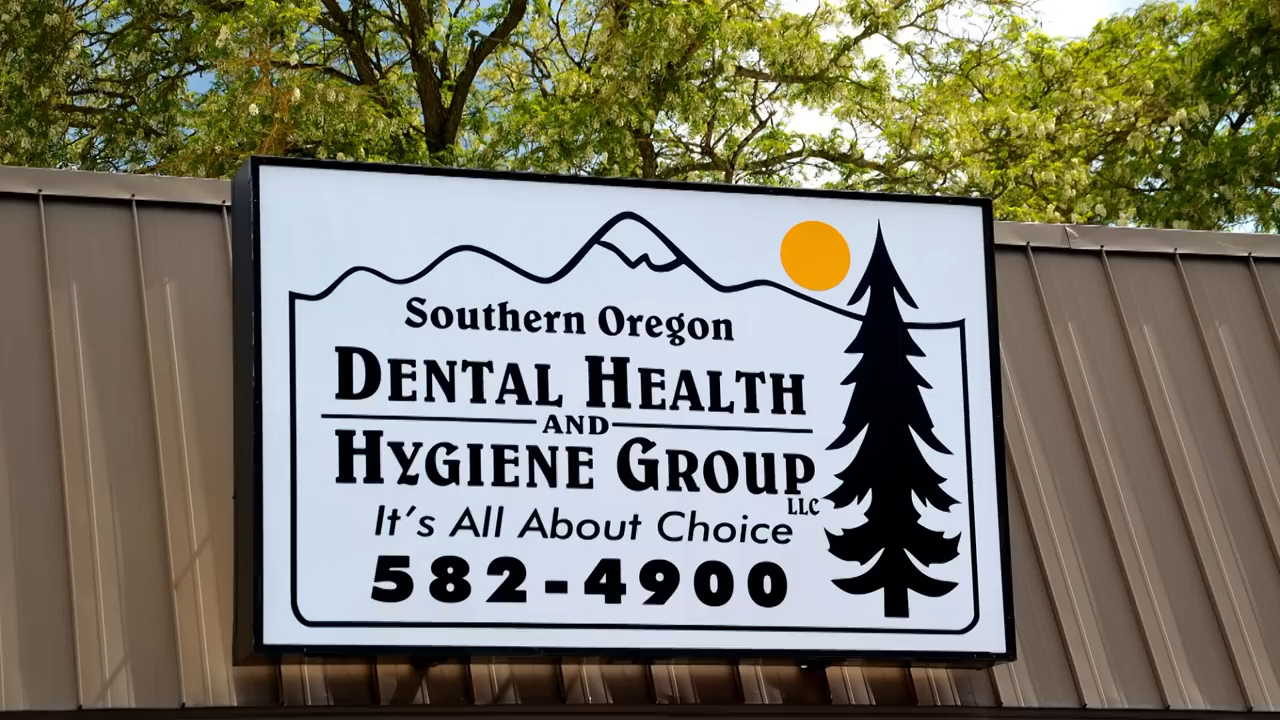 Southern Oregon
DENTAL HEALTH
AND
HYGIENE GROUP
LLC
It's All About Choice
582-4900